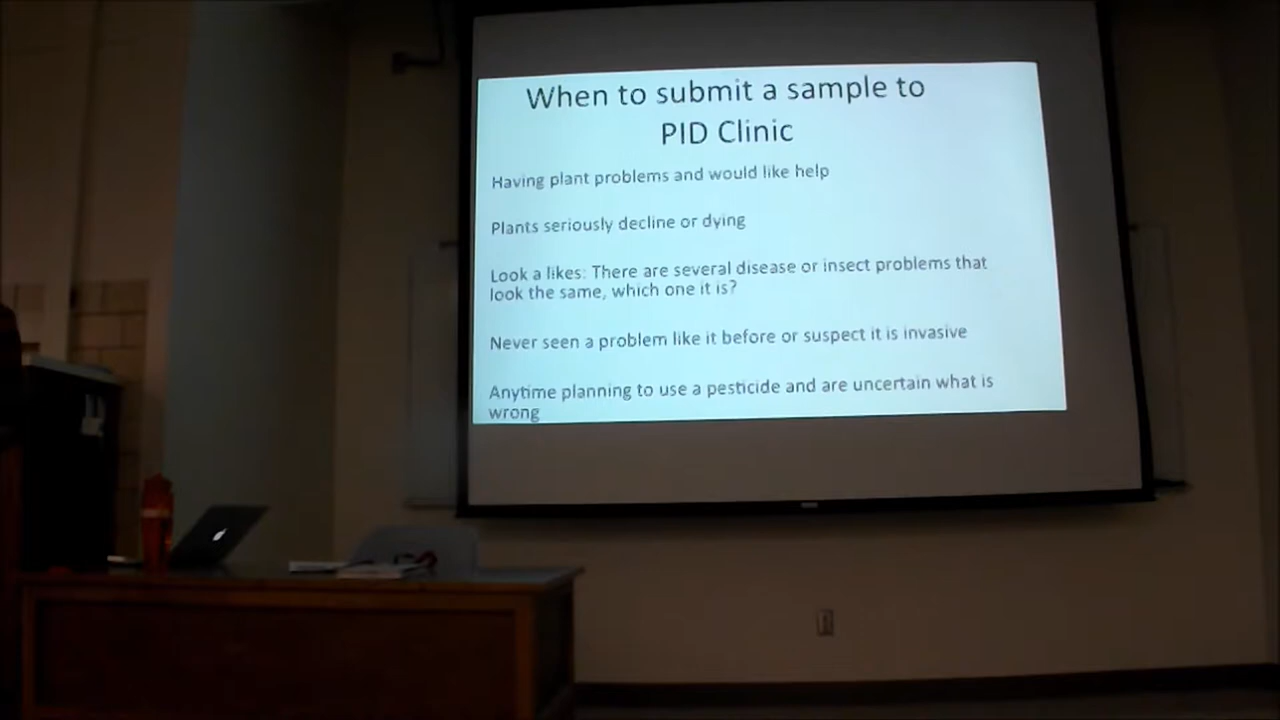 When to submit a sample to
PID Clinic
Having plant problems and would like help
Plants seriously decline or dying
Look a likes: There are several disease or insect problems that
look the same, which one it is?
Never seen a problem like it before or suspect it is invasive
Anytime planning to use a pesticide and are uncertain what is
wrong